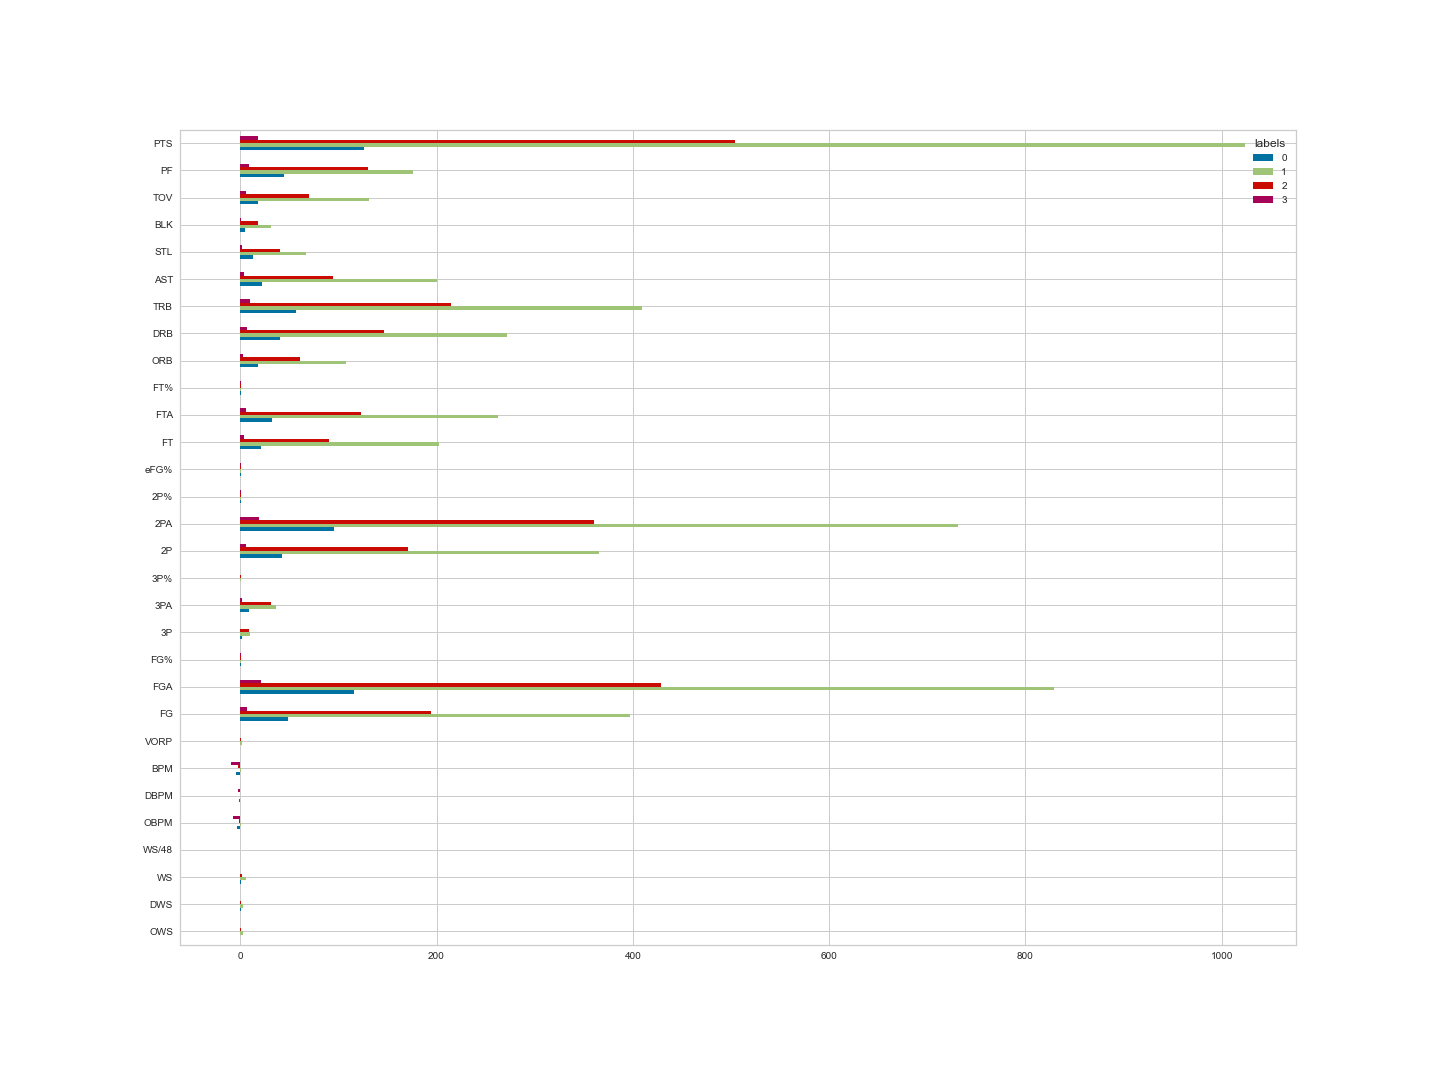 PTS
PF
TOV
BLK
STL
AST
TRB
DRB
ORB
FT%
FTA
FT
eFG%
2P%
2PA
2P
3P%
3PA
3P
FG%
FGA
FG
VORP
BPM
DBPM
OBPM
WS/48
WS
DWS
OWS
0 200 400 600 800 1000
labels
0
1
2
3